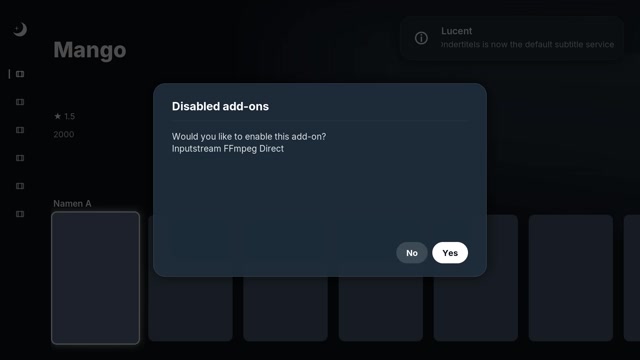 Mango
Lucent
Indertitels is now the default subtitle service
★ 1.5
2000
Disabled add-ons
Would you like to enable this add-on?
Inputstream FFmpeg Direct
No
Yes
Namen A